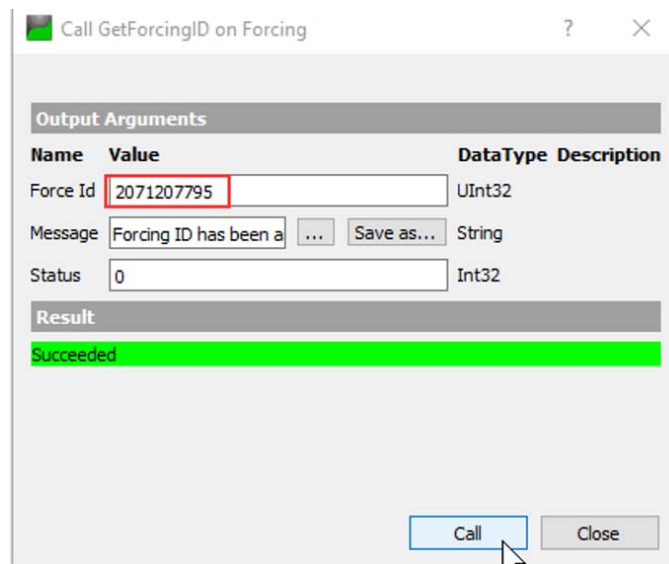 Call GetForcingID on Forcing ?
Output Arguments
Name Value DataType Description
Force Id 2071207795 UInt32
Message Forcing ID has been a ... Save as... String
Status 0 Int32
Result
Succeeded
Call Close